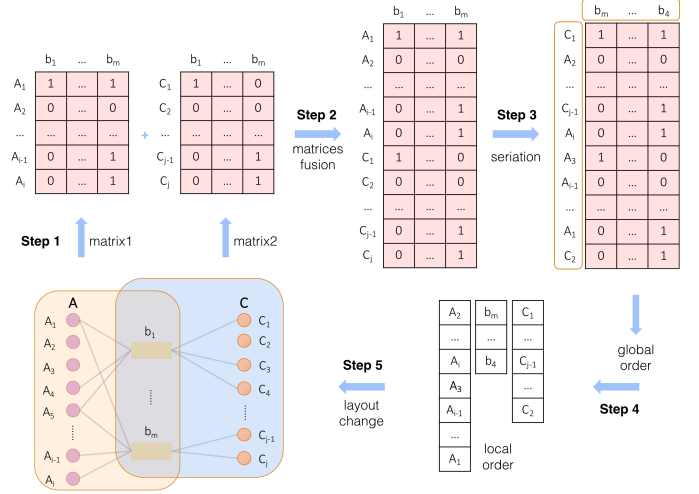 b₁ … bₘ
A₁ 1 … 1
A₂ 0 … 0
… … … …
Aᵢ₋₁ 0 … 1
Aᵢ 0 … 1
+
b₁ … bₘ
C₁ 1 … 0
C₂ 0 … 0
… … … …
Cⱼ₋₁ 0 … 1
Cⱼ 0 … 1
Step 2
matrices
fusion
b₁ … bₘ
A₁ 1 … 1
A₂ 0 … 0
… … … …
Aᵢ₋₁ 0 … 1
Aᵢ 0 … 1
C₁ 1 … 0
C₂ 0 … 0
… … … …
Cⱼ₋₁ 0 … 1
Cⱼ 0 … 1
Step 3
seriation
bₘ … b₄
C₁ 1 … 1
A₂ 0 … 0
… … … …
Cⱼ₋₁ 0 … 1
Aᵢ 0 … 1
A₃ 1 … 0
Aᵢ₋₁ 0 … 0
… … … …
A₁ 0 … 1
C₂ 0 … 1
Step 1
matrix1
matrix2
A
A₁
A₂
A₃
A₄
A₅
......
Aᵢ₋₁
Aᵢ
b₁
......
bₘ
C
C₁
C₂
C₃
C₄
......
Cⱼ₋₁
Cⱼ
Step 5
layout
change
A₂
…
Aᵢ
A₃
Aᵢ₋₁
…
A₁
bₘ
…
b₄
C₁
…
Cⱼ₋₁
…
C₂
local
order
global
order
Step 4